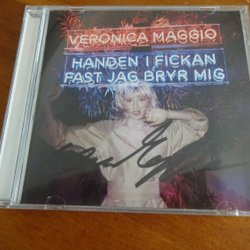 VERONICA MAGGIO
HANDEN I FICKAN
FAST JAG BRYR MIG